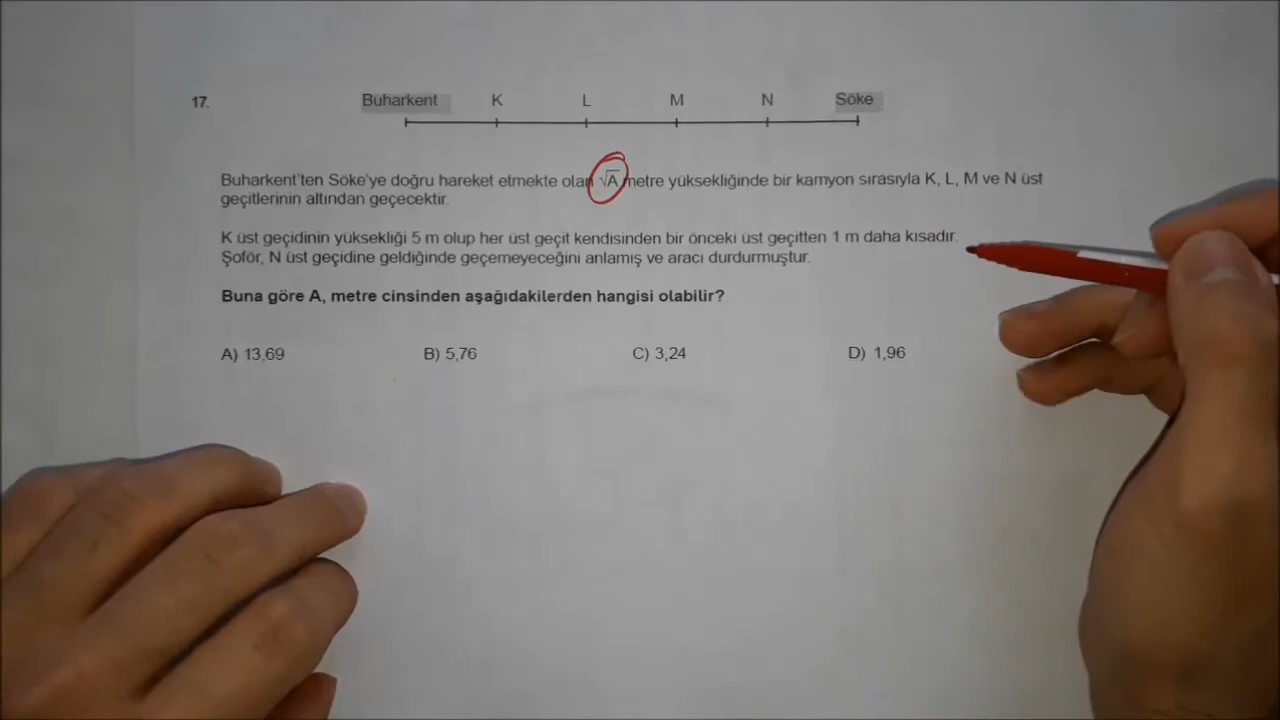 17.
Buharkent K L M N Söke
Buharkent'ten Söke'ye doğru hareket etmekte olan √A metre yüksekliğinde bir kamyon sırasıyla K, L, M ve N üst
geçitlerinin altından geçecektir.
K üst geçidinin yüksekliği 5 m olup her üst geçit kendisinden bir önceki üst geçitten 1 m daha kısadır.
Şoför, N üst geçidine geldiğinde geçemeyeceğini anlamış ve aracı durdurmuştur.
Buna göre A, metre cinsinden aşağıdakilerden hangisi olabilir?
A) 13,69 B) 5,76 C) 3,24 D) 1,96